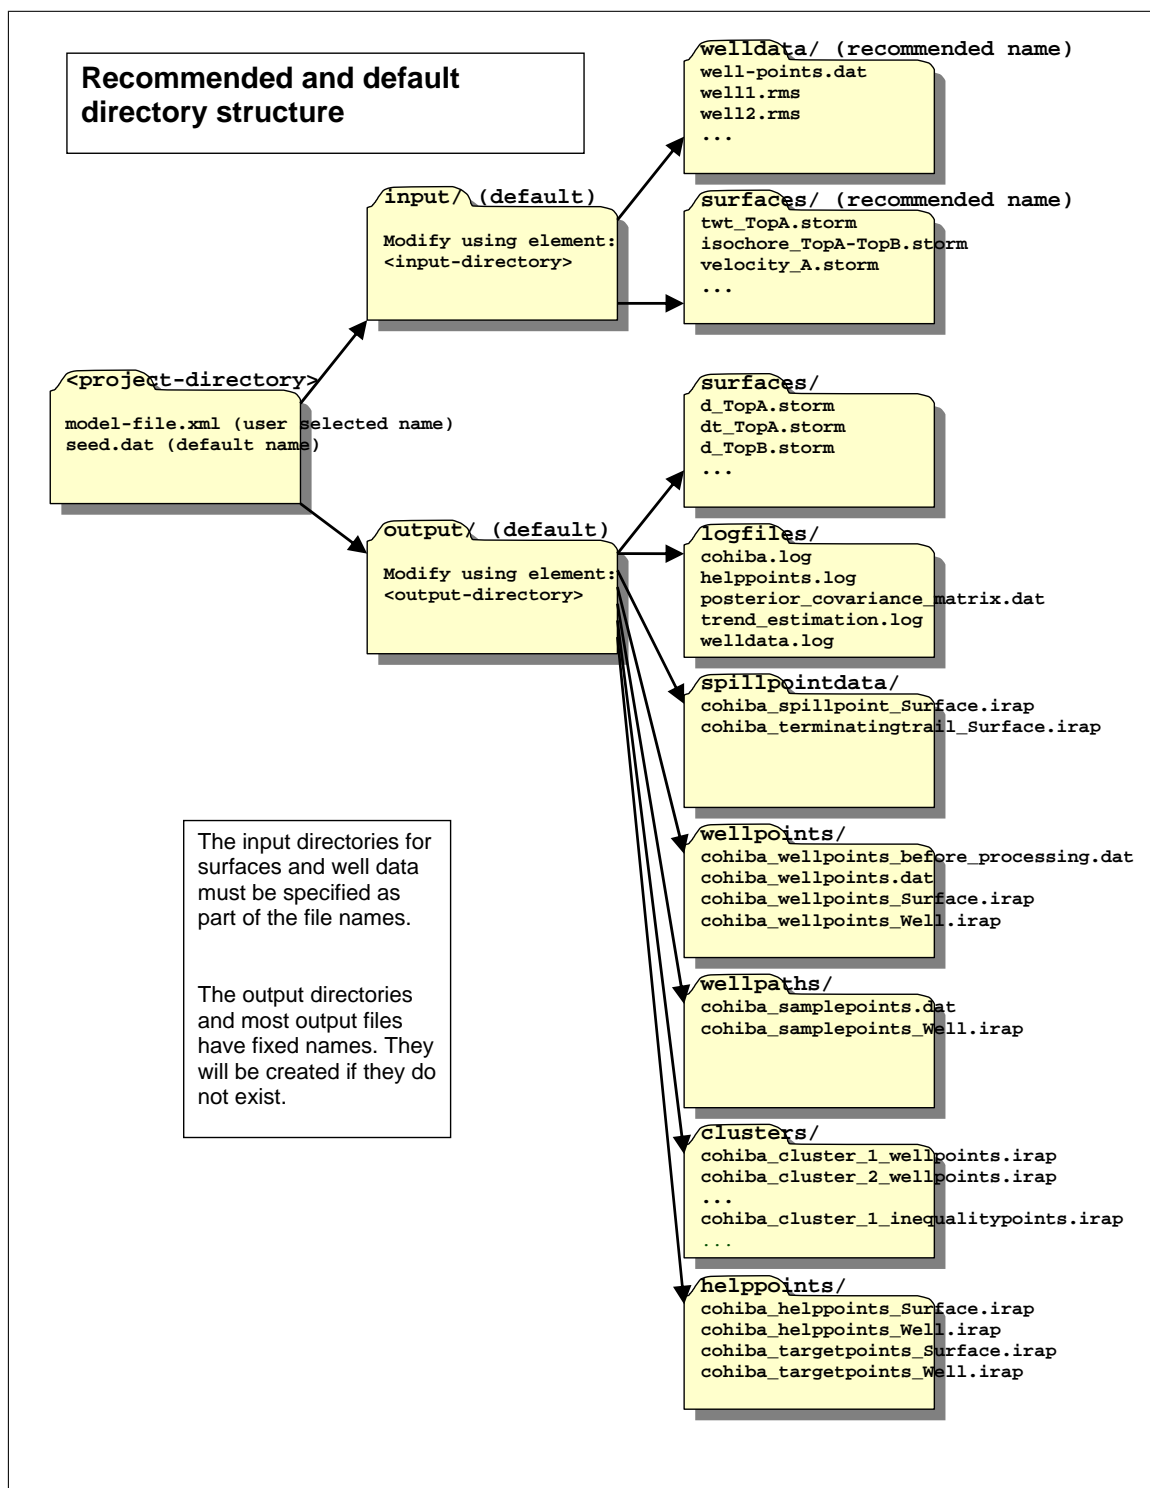 Recommended and default
directory structure
welldata/ (recommended name)
well-points.dat
well1.rms
well2.rms
...
input/ (default)
Modify using element:
<input-directory>
surfaces/ (recommended name)
twt_TopA.storm
isochore_TopA-TopB.storm
velocity_A.storm
...
<project-directory>
model-file.xml (user selected name)
seed.dat (default name)
surfaces/
d_TopA.storm
dt_TopA.storm
d_TopB.storm
...
output/ (default)
Modify using element:
<output-directory>
logfiles/
cohiba.log
helppoints.log
posterior_covariance_matrix.dat
trend_estimation.log
welldata.log
spillpointdata/
cohiba_spillpoint_Surface.irap
cohiba_terminatingtrail_Surface.irap
The input directories for
surfaces and well data
must be specified as
part of the file names.
The output directories
and most output files
have fixed names. They
will be created if they do
not exist.
wellpoints/
cohiba_wellpoints_before_processing.dat
cohiba_wellpoints.dat
cohiba_wellpoints_Surface.irap
cohiba_wellpoints_Well.irap
wellpaths/
cohiba_samplepoints.dat
cohiba_samplepoints_Well.irap
clusters/
cohiba_cluster_1_wellpoints.irap
cohiba_cluster_2_wellpoints.irap
...
cohiba_cluster_1_inequalitypoints.irap
...
helppoints/
cohiba_helppoints_Surface.irap
cohiba_helppoints_Well.irap
cohiba_targetpoints_Surface.irap
cohiba_targetpoints_Well.irap